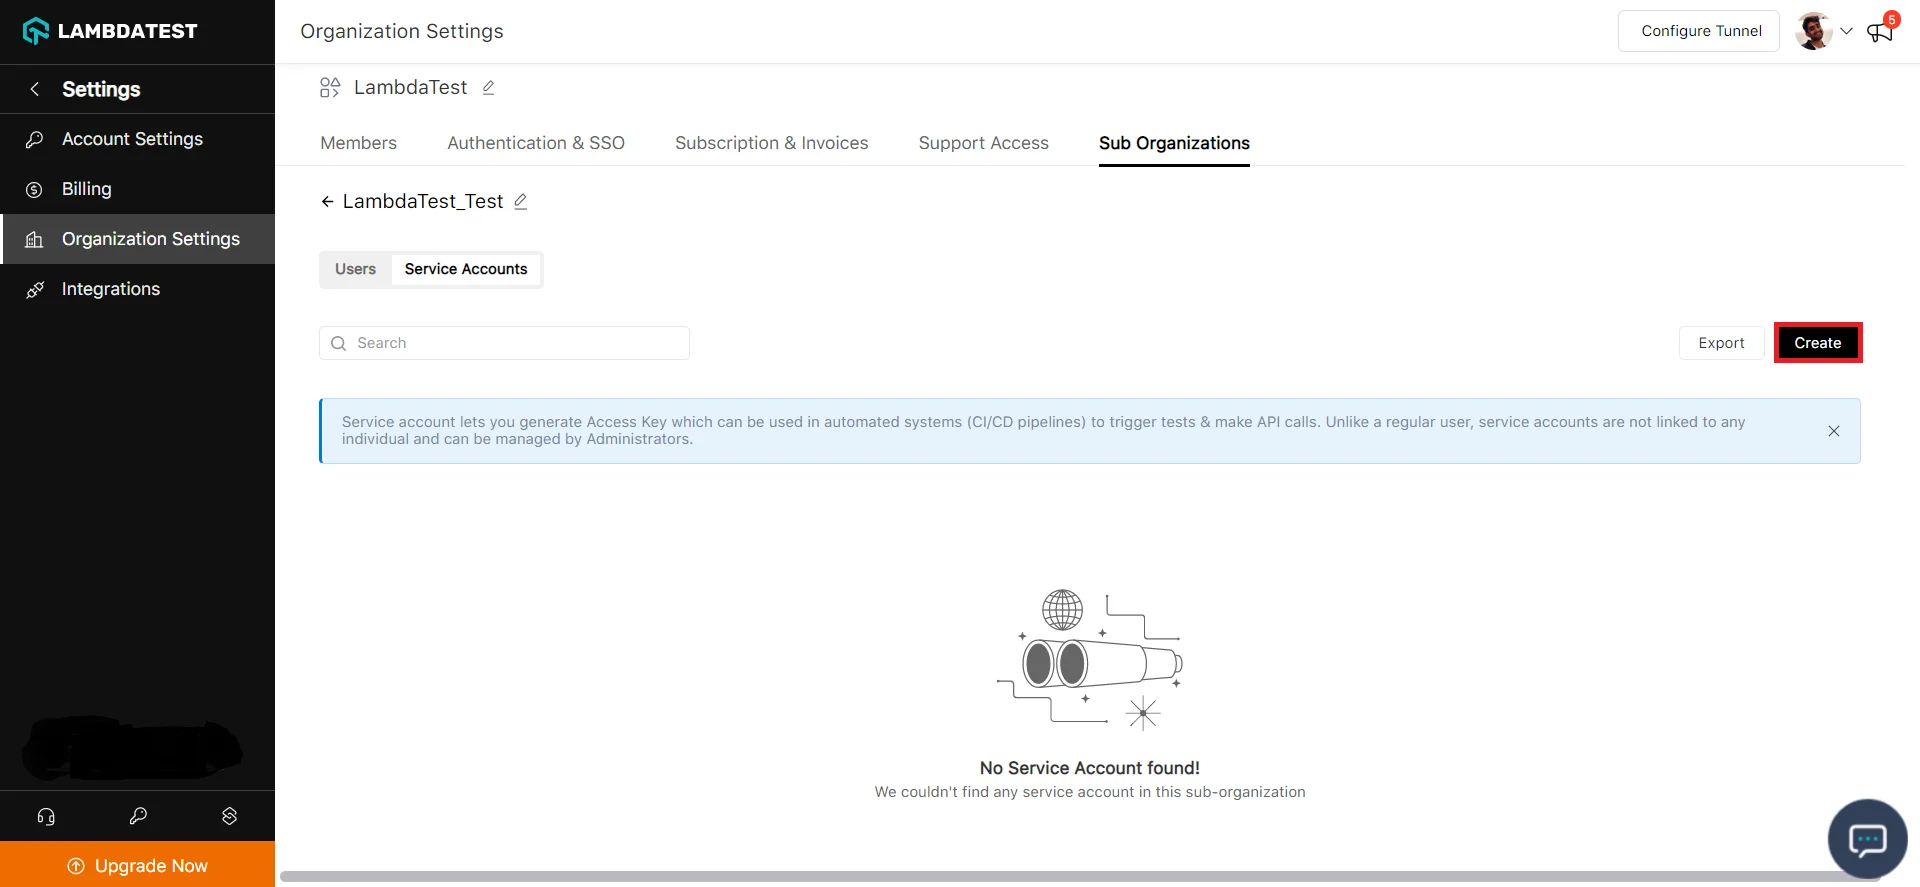 LAMBDATEST
Settings
Account Settings
Billing
Organization Settings
Integrations
Upgrade Now
Organization Settings
Configure Tunnel
5
LambdaTest
Members
Authentication & SSO
Subscription & Invoices
Support Access
Sub Organizations
LambdaTest_Test
Users
Service Accounts
Search
Export
Create
Service account lets you generate Access Key which can be used in automated systems (CI/CD pipelines) to trigger tests & make API calls. Unlike a regular user, service accounts are not linked to any
individual and can be managed by Administrators.
No Service Account found!
We couldn't find any service account in this sub-organization